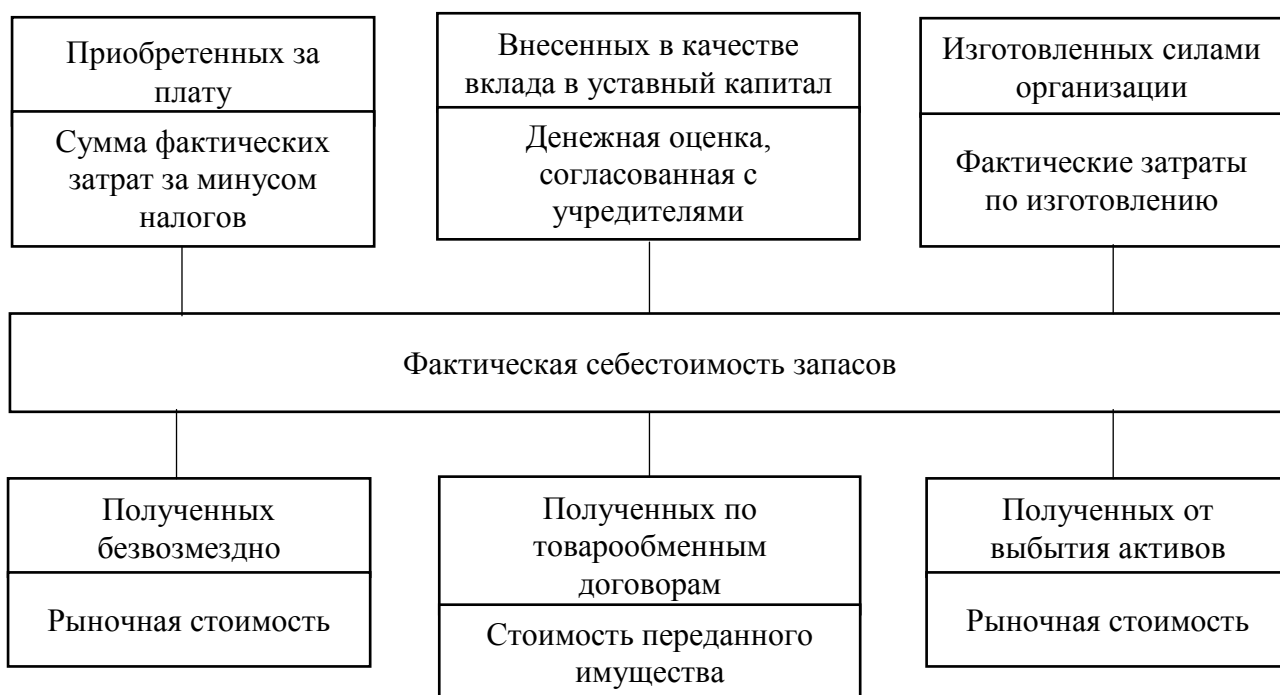 Приобретенных за
плату
Сумма фактических
затрат за минусом
налогов
Внесенных в качестве
вклада в уставный капитал
Денежная оценка,
согласованная с
учредителями
Изготовленных силами
организации
Фактические затраты
по изготовлению
Фактическая себестоимость запасов
Полученных
безвозмездно
Рыночная стоимость
Полученных по
товарообменным
договорам
Стоимость переданного
имущества
Полученных от
выбытия активов
Рыночная стоимость